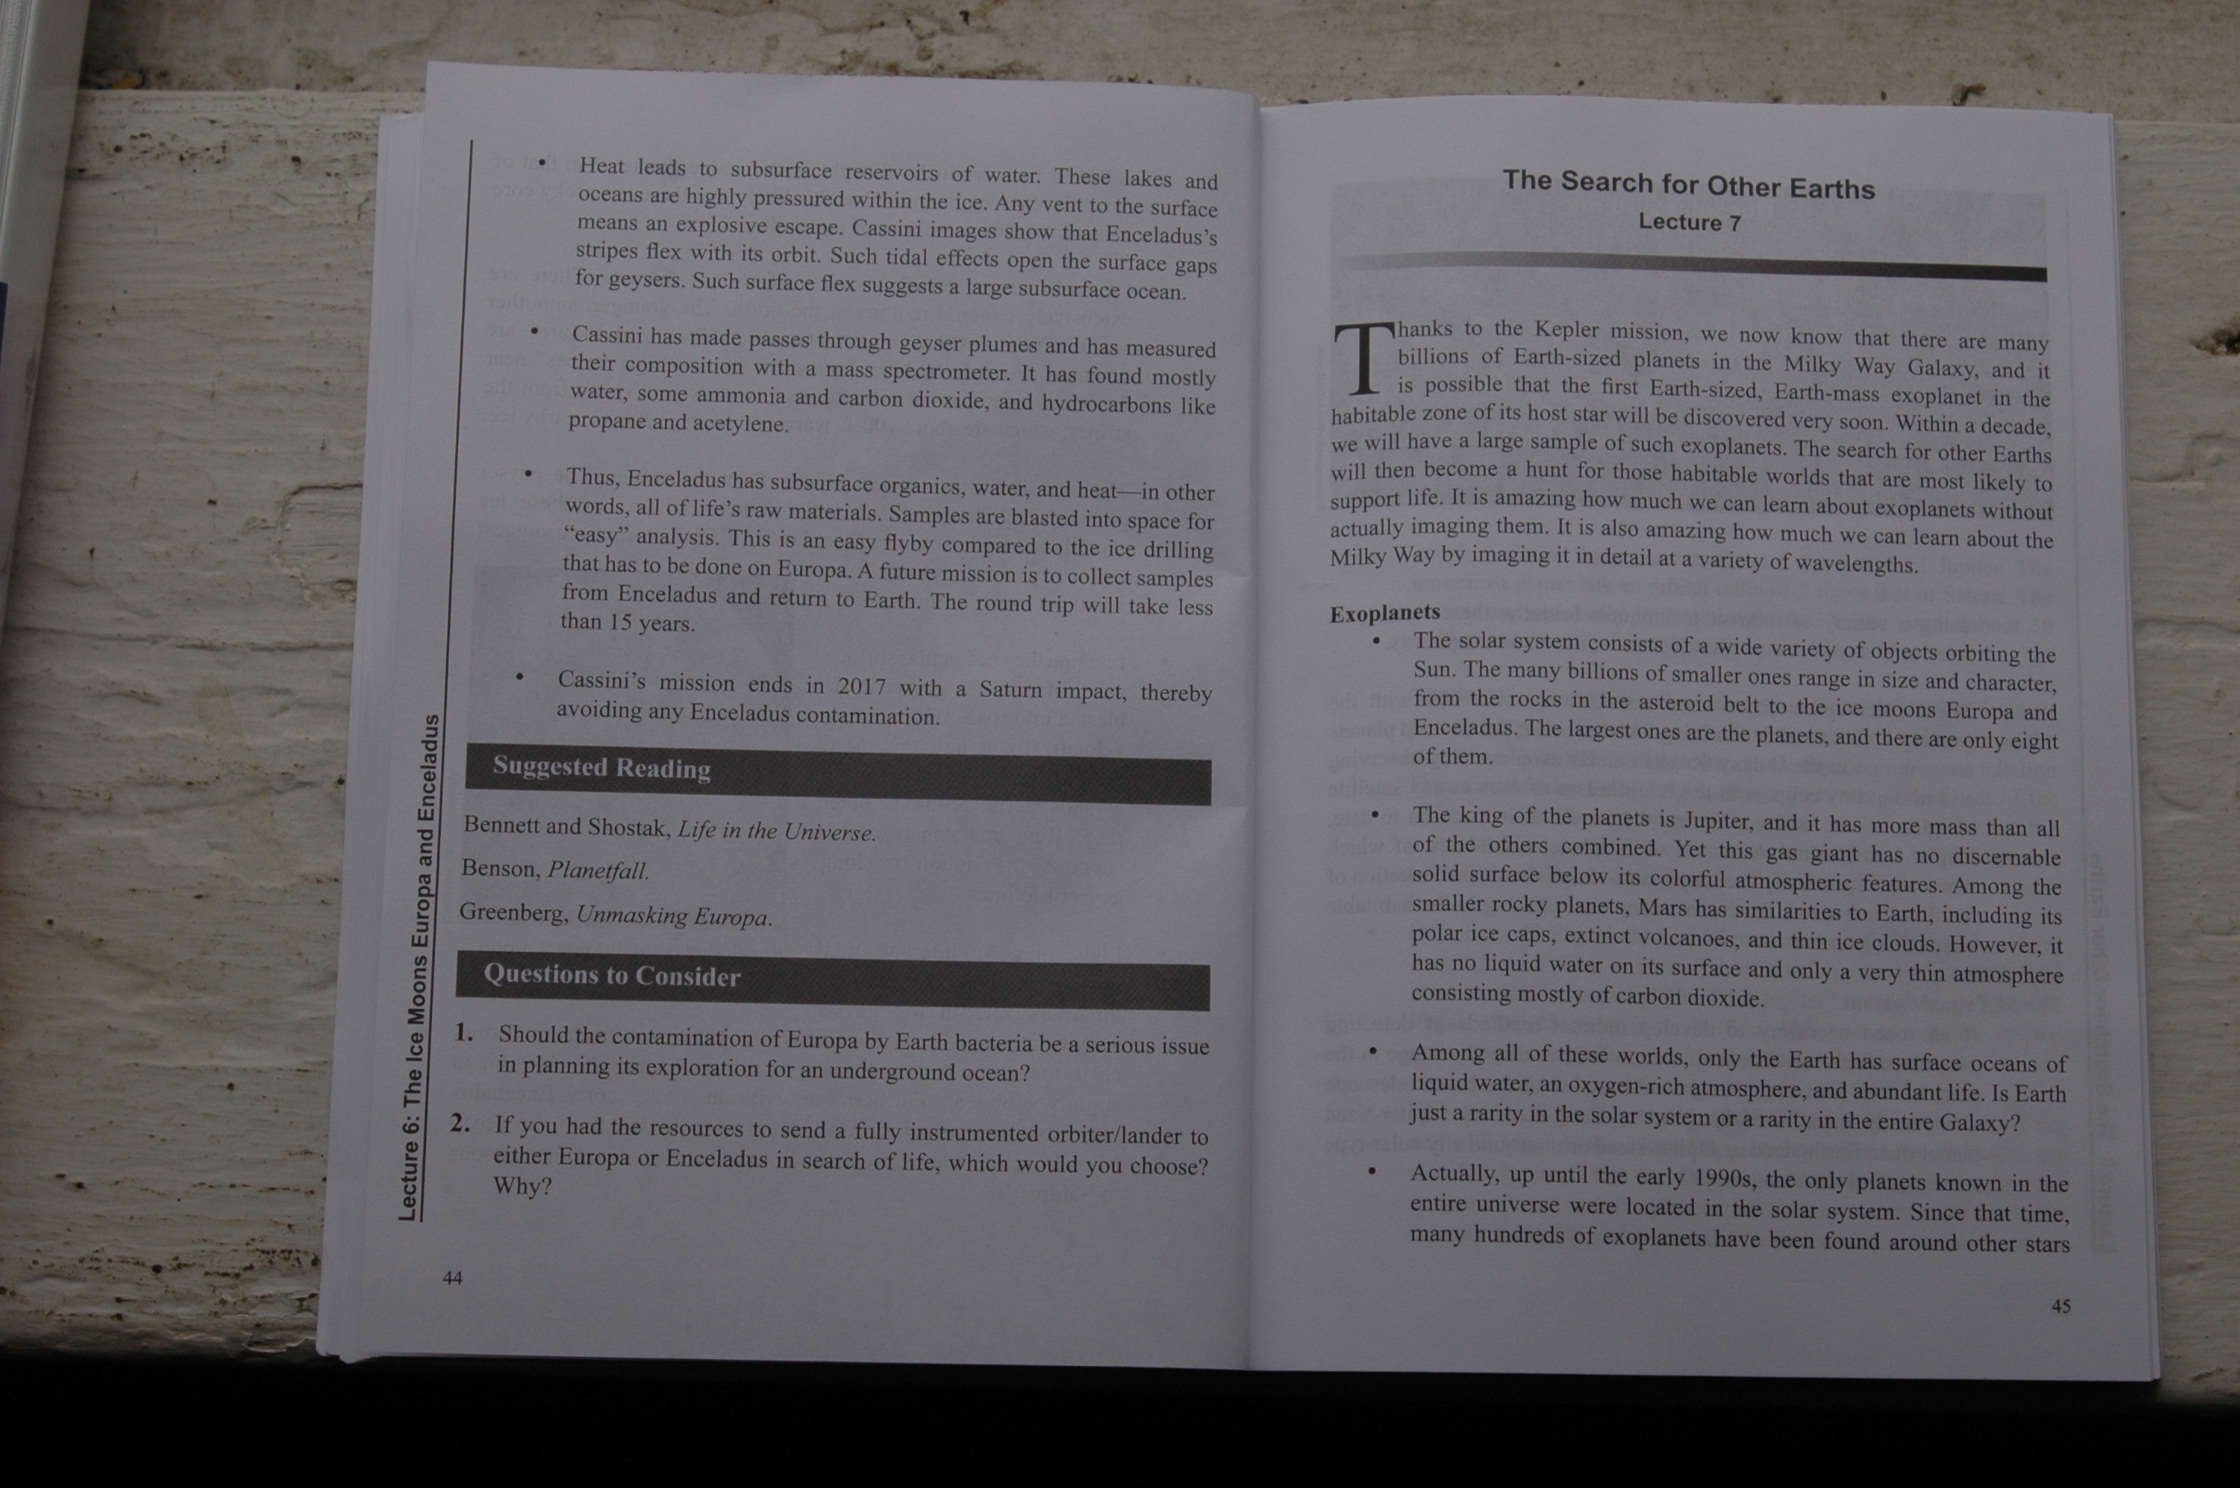 • Heat leads to subsurface reservoirs of water. These lakes and
oceans are highly pressured within the ice. Any vent to the surface
means an explosive escape. Cassini images show that Enceladus’s
stripes flex with its orbit. Such tidal effects open the surface gaps
for geysers. Such surface flex suggests a large subsurface ocean.
• Cassini has made passes through geyser plumes and has measured
their composition with a mass spectrometer. It has found mostly
water, some ammonia and carbon dioxide, and hydrocarbons like
propane and acetylene.
• Thus, Enceladus has subsurface organics, water, and heat—in other
words, all of life’s raw materials. Samples are blasted into space for
“easy” analysis. This is an easy flyby compared to the ice drilling
that has to be done on Europa. A future mission is to collect samples
from Enceladus and return to Earth. The round trip will take less
than 15 years.
• Cassini’s mission ends in 2017 with a Saturn impact, thereby
avoiding any Enceladus contamination.
Suggested Reading
Bennett and Shostak, Life in the Universe.
Benson, Planetfall.
Greenberg, Unmasking Europa.
Questions to Consider
1. Should the contamination of Europa by Earth bacteria be a serious issue
in planning its exploration for an underground ocean?
2. If you had the resources to send a fully instrumented orbiter/lander to
either Europa or Enceladus in search of life, which would you choose?
Why?
Lecture 6: The Ice Moons Europa and Enceladus
44
The Search for Other Earths
Lecture 7
Thanks to the Kepler mission, we now know that there are many
billions of Earth-sized planets in the Milky Way Galaxy, and it
is possible that the first Earth-sized, Earth-mass exoplanet in the
habitable zone of its host star will be discovered very soon. Within a decade,
we will have a large sample of such exoplanets. The search for other Earths
will then become a hunt for those habitable worlds that are most likely to
support life. It is amazing how much we can learn about exoplanets without
actually imaging them. It is also amazing how much we can learn about the
Milky Way by imaging it in detail at a variety of wavelengths.
Exoplanets
• The solar system consists of a wide variety of objects orbiting the
Sun. The many billions of smaller ones range in size and character,
from the rocks in the asteroid belt to the ice moons Europa and
Enceladus. The largest ones are the planets, and there are only eight
of them.
• The king of the planets is Jupiter, and it has more mass than all
of the others combined. Yet this gas giant has no discernable
solid surface below its colorful atmospheric features. Among the
smaller rocky planets, Mars has similarities to Earth, including its
polar ice caps, extinct volcanoes, and thin ice clouds. However, it
has no liquid water on its surface and only a very thin atmosphere
consisting mostly of carbon dioxide.
• Among all of these worlds, only the Earth has surface oceans of
liquid water, an oxygen-rich atmosphere, and abundant life. Is Earth
just a rarity in the solar system or a rarity in the entire Galaxy?
• Actually, up until the early 1990s, the only planets known in the
entire universe were located in the solar system. Since that time,
many hundreds of exoplanets have been found around other stars
45